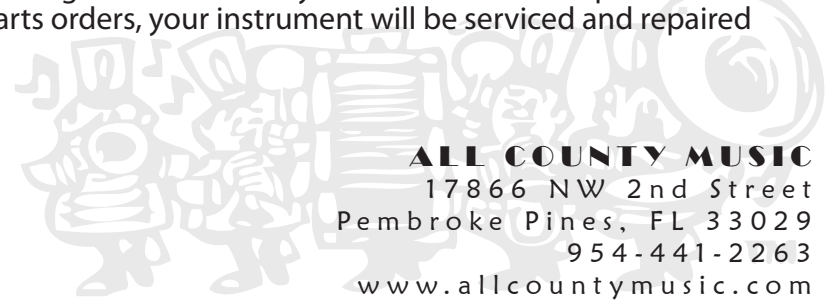 arts orders, your instrument will be serviced and repaired
ALL COUNTY MUSIC
17866 NW 2nd Street
Pembroke Pines, FL 33029
954-441-2263
www.allcountymusic.com